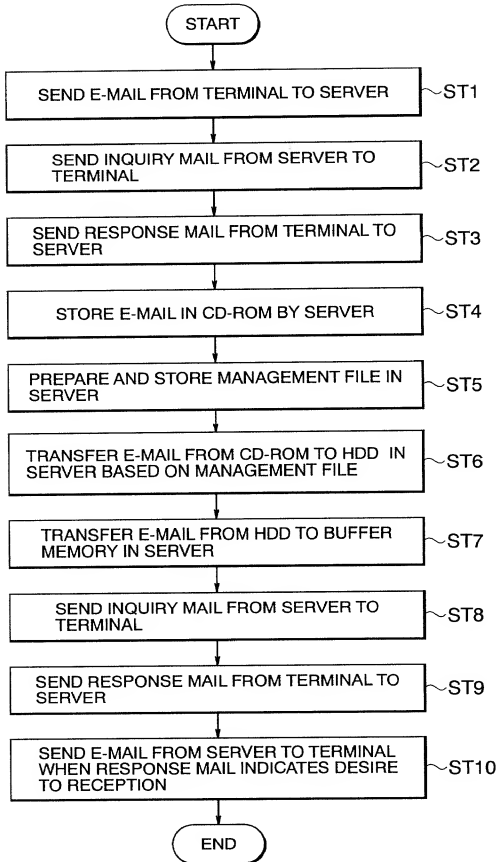 START
SEND E-MAIL FROM TERMINAL TO SERVER
ST1
SEND INQUIRY MAIL FROM SERVER TO
TERMINAL
ST2
SEND RESPONSE MAIL FROM TERMINAL TO
SERVER
ST3
STORE E-MAIL IN CD-ROM BY SERVER
ST4
PREPARE AND STORE MANAGEMENT FILE IN
SERVER
ST5
TRANSFER E-MAIL FROM CD-ROM TO HDD IN
SERVER BASED ON MANAGEMENT FILE
ST6
TRANSFER E-MAIL FROM HDD TO BUFFER
MEMORY IN SERVER
ST7
SEND INQUIRY MAIL FROM SERVER TO
TERMINAL
ST8
SEND RESPONSE MAIL FROM TERMINAL TO
SERVER
ST9
SEND E-MAIL FROM SERVER TO TERMINAL
WHEN RESPONSE MAIL INDICATES DESIRE
TO RECEPTION
ST10
END